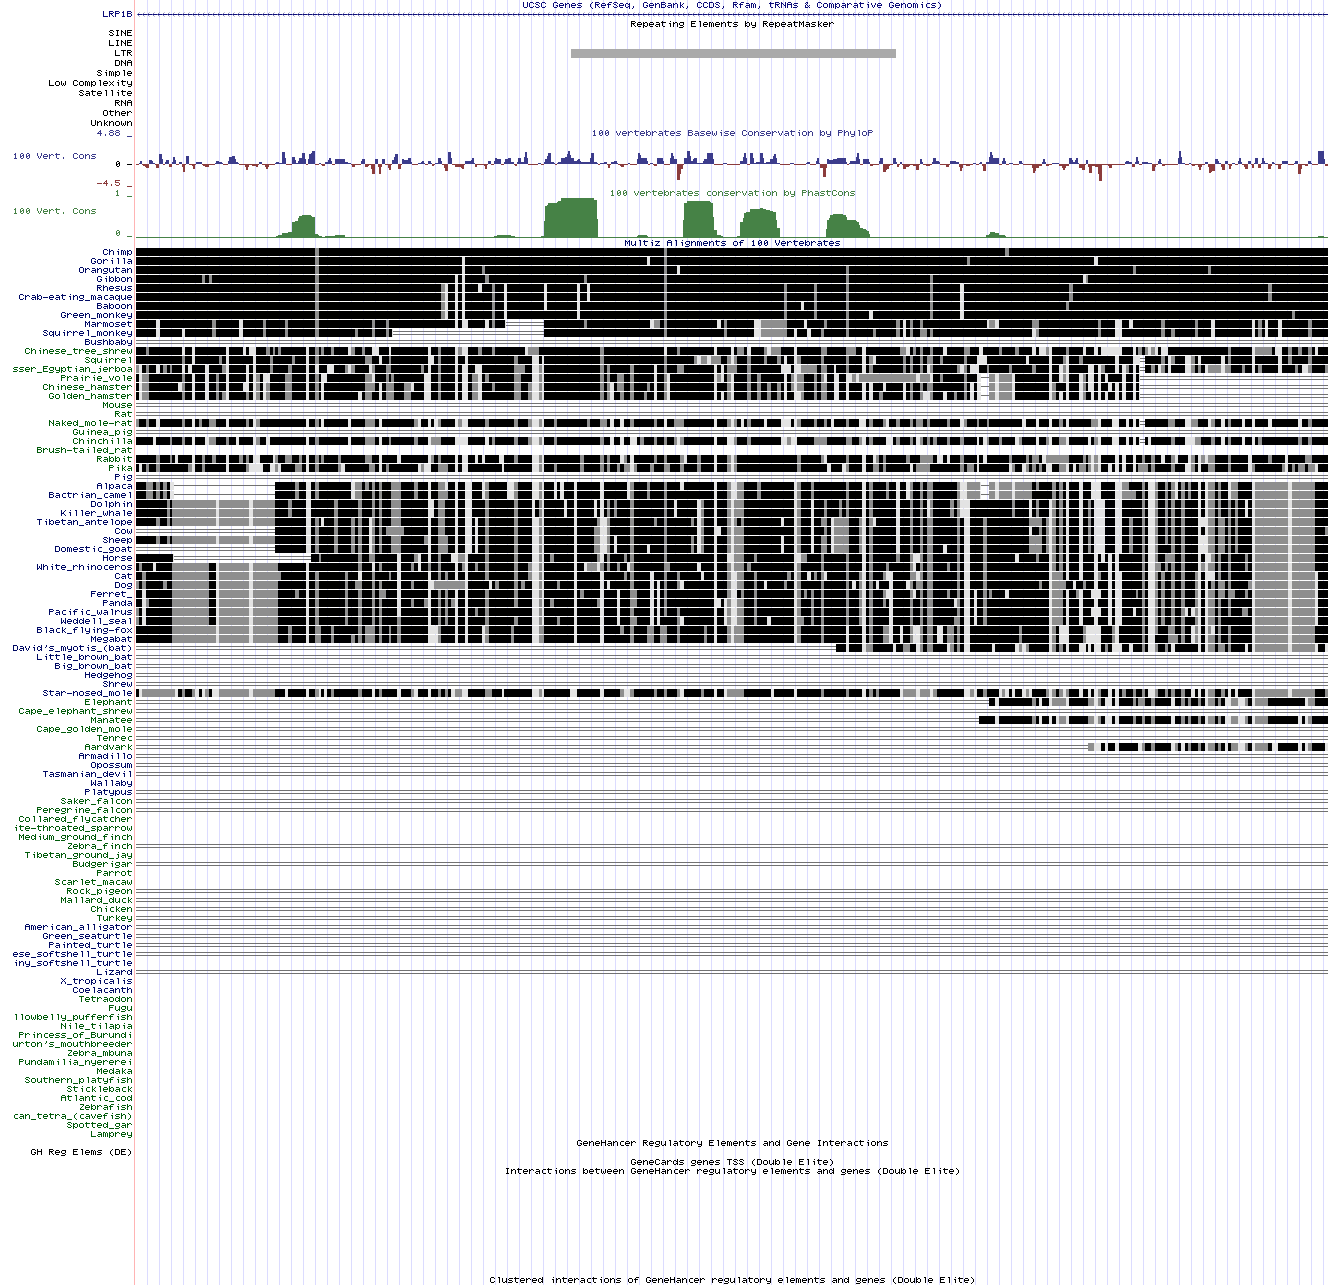 UCSC Genes (RefSeq, GenBank, CCDS, Rfam, tRNAs & Comparative Genomics)
LRP1B
Repeating Elements by RepeatMasker
SINE
LINE
LTR
DNA
Simple
Low Complexity
Satellite
RNA
Other
Unknown
4.88 _
100 vertebrates Basewise Conservation by PhyloP
100 Vert. Cons
0 -
-4.5 _
100 vertebrates conservation by PhastCons
1 _
100 Vert. Cons
0 _
Multiz Alignments of 100 Vertebrates
Chimp
Gorilla
Orangutan
Gibbon
Rhesus
Crab-eating_macaque
Baboon
Green_monkey
Marmoset
Squirrel_monkey
Bushbaby
Chinese_tree_shrew
Squirrel
sser_Egyptian_jerboa
Prairie_vole
Chinese_hamster
Golden_hamster
Mouse
Rat
Naked_mole-rat
Guinea_pig
Chinchilla
Brush-tailed_rat
Rabbit
Pika
Pig
Alpaca
Bactrian_camel
Dolphin
Killer_whale
Tibetan_antelope
Cow
Sheep
Domestic_goat
Horse
White_rhinoceros
Cat
Dog
Ferret_
Panda
Pacific_walrus
Weddell_seal
Black_flying-fox
Megabat
David's_myotis_(bat)
Little_brown_bat
Big_brown_bat
Hedgehog
Shrew
Star-nosed_mole
Elephant
Cape_elephant_shrew
Manatee
Cape_golden_mole
Tenrec
Aardvark
Armadillo
Opossum
Tasmanian_devil
Wallaby
Platypus
Saker_falcon
Peregrine_falcon
Collared_flycatcher
ite-throated_sparrow
Medium_ground_finch
Zebra_finch
Tibetan_ground_jay
Budgerigar
Parrot
Scarlet_macaw
Rock_pigeon
Mallard_duck
Chicken
Turkey
American_alligator
Green_seaturtle
Painted_turtle
ese_softshell_turtle
iny_softshell_turtle
Lizard
X_tropicalis
Coelacanth
Tetraodon
Fugu
llowbelly_pufferfish
Nile_tilapia
Princess_of_Burundi
urton's_mouthbreeder
Zebra_mbuna
Pundamilia_nyererei
Medaka
Southern_platyfish
Stickleback
Atlantic_cod
Zebrafish
can_tetra_(cavefish)
Spotted_gar
Lamprey
GeneHancer Regulatory Elements and Gene Interactions
GH Reg Elems (DE)
GeneCards genes TSS (Double Elite)
Interactions between GeneHancer regulatory elements and genes (Double Elite)
Clustered interactions of GeneHancer regulatory elements and genes (Double Elite)